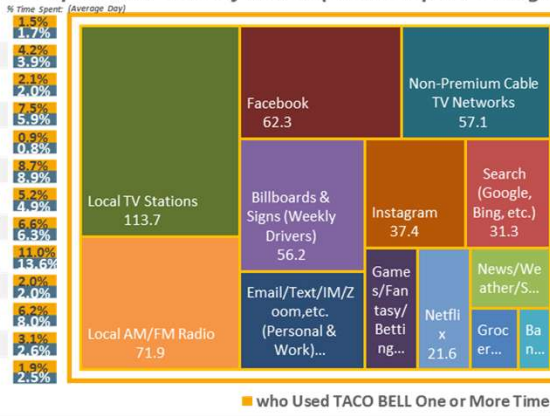 % Time Spent: (Average Day)
1.5%
1.7%
4.2%
3.9%
2.1%
2.0%
7.5%
5.9%
0.9%
0.8%
8.7%
8.9%
5.2%
4.9%
6.6%
6.3%
11.0%
13.6%
2.0%
2.0%
6.2%
8.0%
3.1%
2.6%
1.9%
2.5%
Local TV Stations
113.7
Local AM/FM Radio
71.9
Facebook
62.3
Non-Premium Cable
TV Networks
57.1
Billboards &
Signs (Weekly
Drivers)
56.2
Instagram
37.4
Search
(Google,
Bing, etc.)
31.3
Email/Text/IM/Z
oom,etc.
(Personal &
Work)...
Game
s/Fan
tasy/
Betti
ng...
Netfli
x
21.6
News/We
ather/S...
Groc
er...
Ba
n...
who Used TACO BELL One or More Time